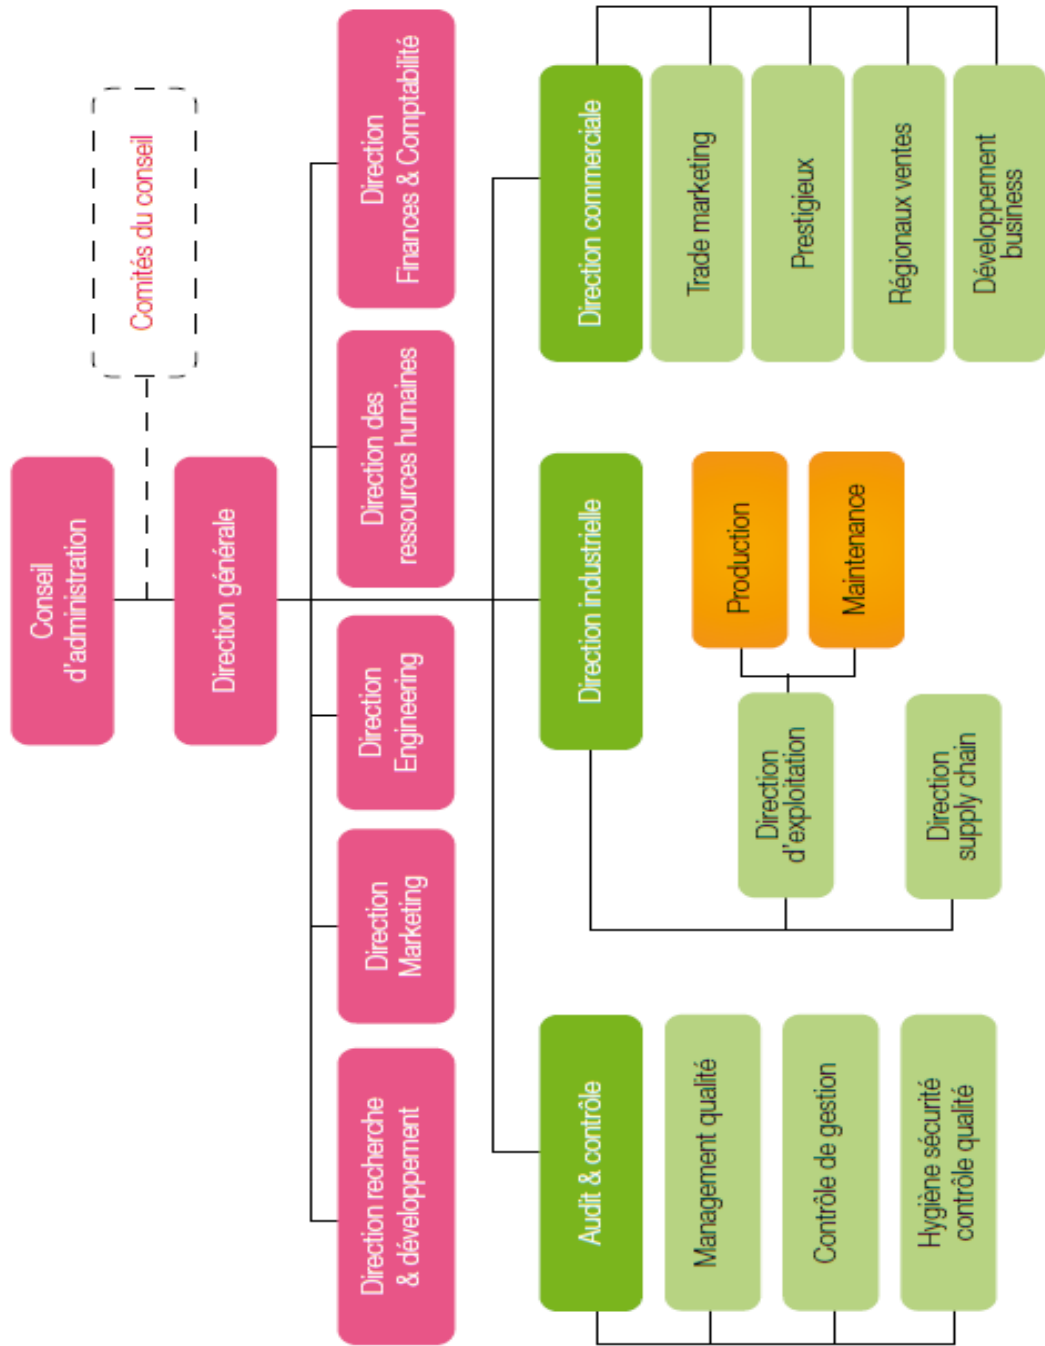 Conseil
d'administration
Comités du conseil
Direction générale
Direction recherche
& développement
Direction
Marketing
Direction
Engineering
Direction des
ressources humaines
Direction
Finances & Comptabilité
Audit & contrôle
Management qualité
Contrôle de gestion
Hygiène sécurité
contrôle qualité
Direction industrielle
Direction
d'exploitation
Production
Maintenance
Direction
supply chain
Direction commerciale
Trade marketing
Prestigieux
Régionaux ventes
Développement
business